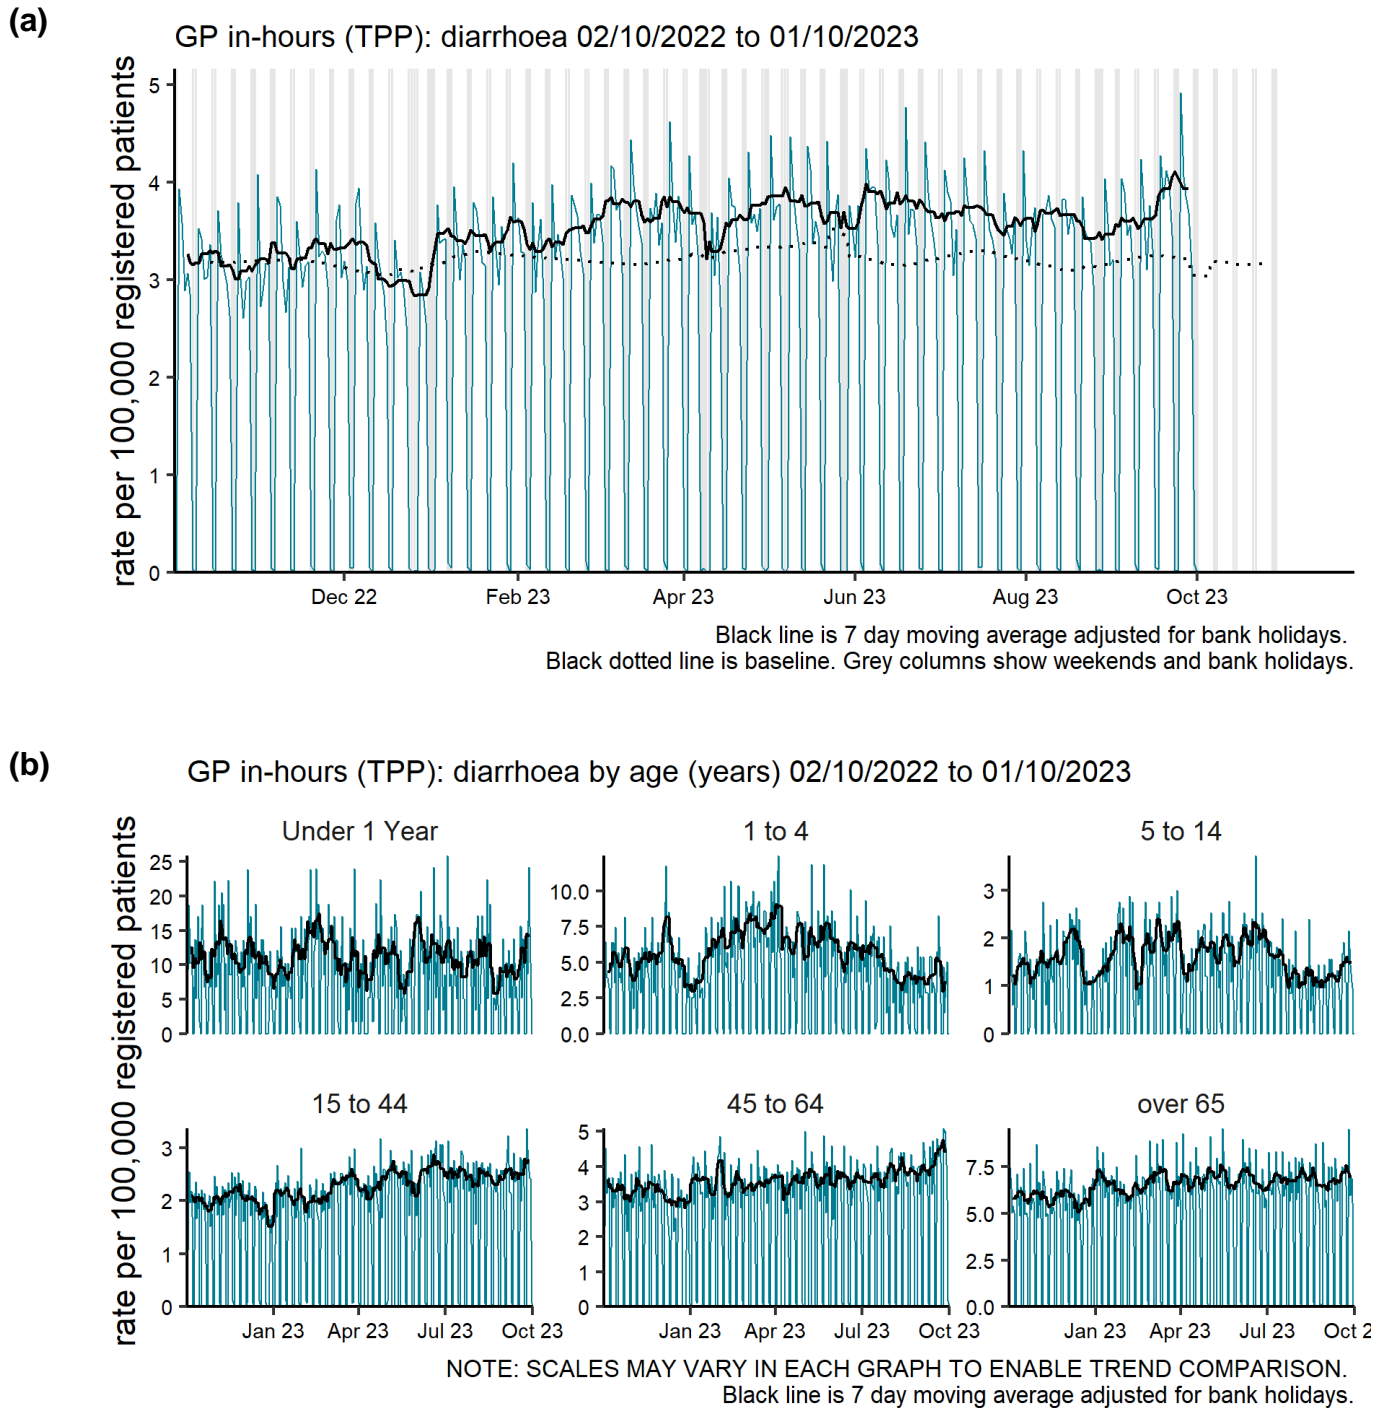 (a)
GP in-hours (TPP): diarrhoea 02/10/2022 to 01/10/2023
rate per 100,000 registered patients
5
4
3
2
1
0
Dec 22 Feb 23 Apr 23 Jun 23 Aug 23 Oct 23
Black line is 7 day moving average adjusted for bank holidays.
Black dotted line is baseline. Grey columns show weekends and bank holidays.
(b)
GP in-hours (TPP): diarrhoea by age (years) 02/10/2022 to 01/10/2023
rate per 100,000 registered patients
Under 1 Year
25
20
15
10
5
0
1 to 4
10.0
7.5
5.0
2.5
0.0
5 to 14
3
2
1
0
15 to 44
3
2
1
0
Jan 23 Apr 23 Jul 23 Oct 23
45 to 64
5
4
3
2
1
0
Jan 23 Apr 23 Jul 23 Oct 23
over 65
7.5
5.0
2.5
0.0
Jan 23 Apr 23 Jul 23 Oct 2
NOTE: SCALES MAY VARY IN EACH GRAPH TO ENABLE TREND COMPARISON.
Black line is 7 day moving average adjusted for bank holidays.